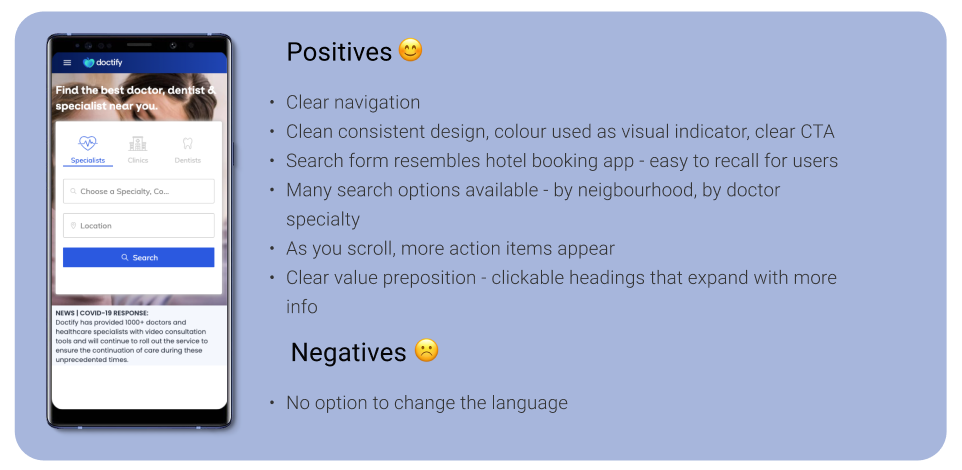 doctify
Find the best doctor, dentist &
specialist near you.
Specialists
Clinics
Dentists
Choose a Specialty, Co...
Location
Search
NEWS | COVID-19 RESPONSE:
Doctify has provided 1000+ doctors and
healthcare specialists with video consultation
tools and will continue to roll out the service to
ensure the continuation of care during these
unprecedented times.
Positives 😊
• Clear navigation
• Clean consistent design, colour used as visual indicator, clear CTA
• Search form resembles hotel booking app - easy to recall for users
• Many search options available - by neigbourhood, by doctor
specialty
• As you scroll, more action items appear
• Clear value preposition - clickable headings that expand with more
info
Negatives ☹️
• No option to change the language